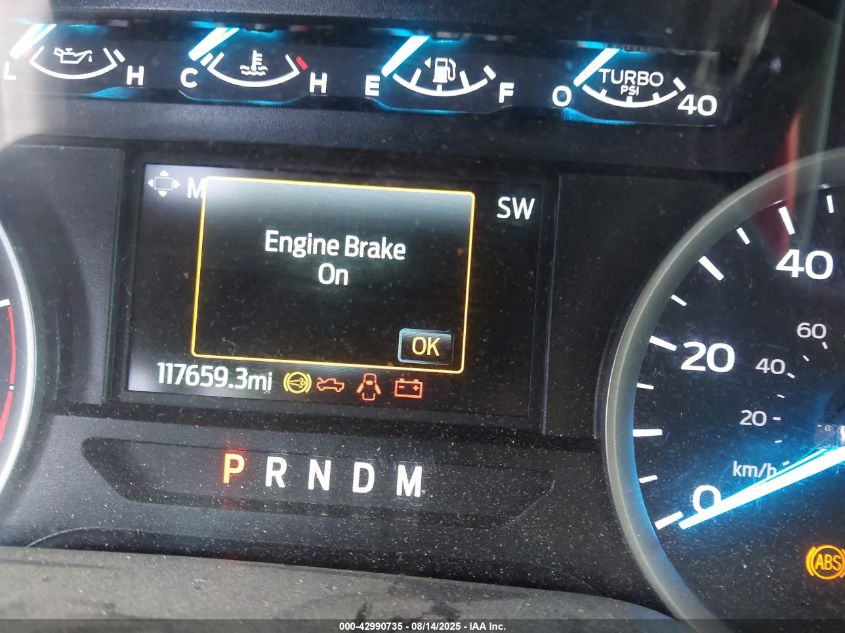 L H C H E F 0 TURBO 40
PSI
M SW
Engine Brake
On
OK
117659.3mi
P R N D M
40
20
0
60
40
20
km/h
ABS
000-42990735 - 08/14/2025 - IAA Inc.